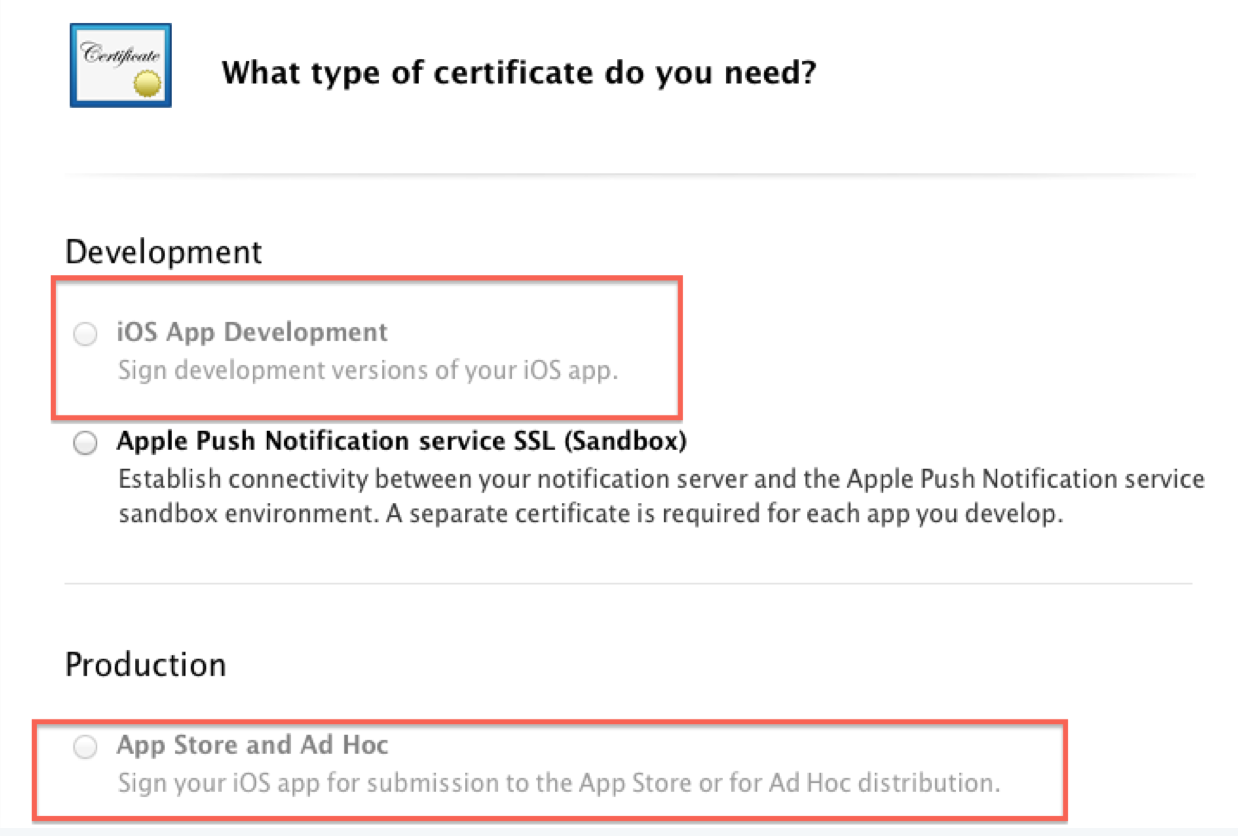 Certificate
What type of certificate do you need?
Development
iOS App Development
Sign development versions of your iOS app.
Apple Push Notification service SSL (Sandbox)
Establish connectivity between your notification server and the Apple Push Notification service
sandbox environment. A separate certificate is required for each app you develop.
Production
App Store and Ad Hoc
Sign your iOS app for submission to the App Store or for Ad Hoc distribution.